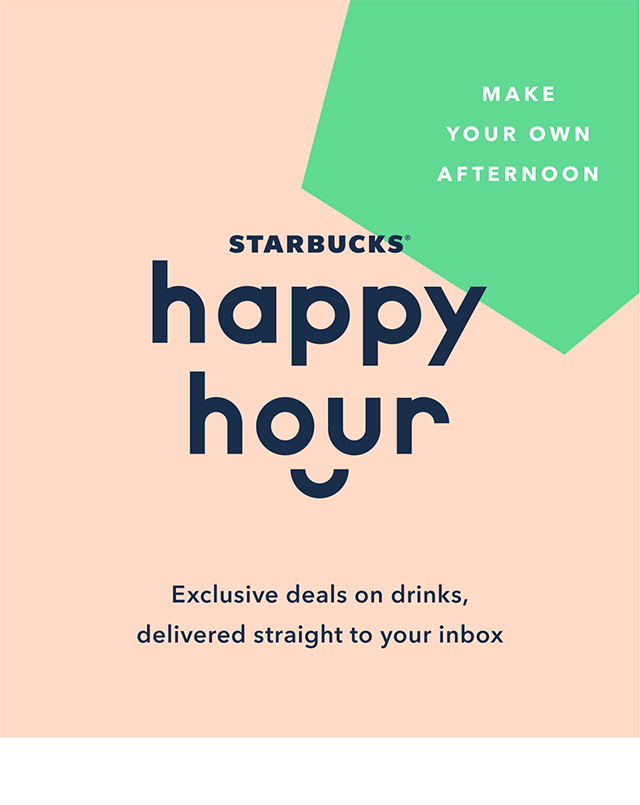 MAKE
YOUR OWN
AFTERNOON
STARBUCKS®
happy
hour
Exclusive deals on drinks,
delivered straight to your inbox